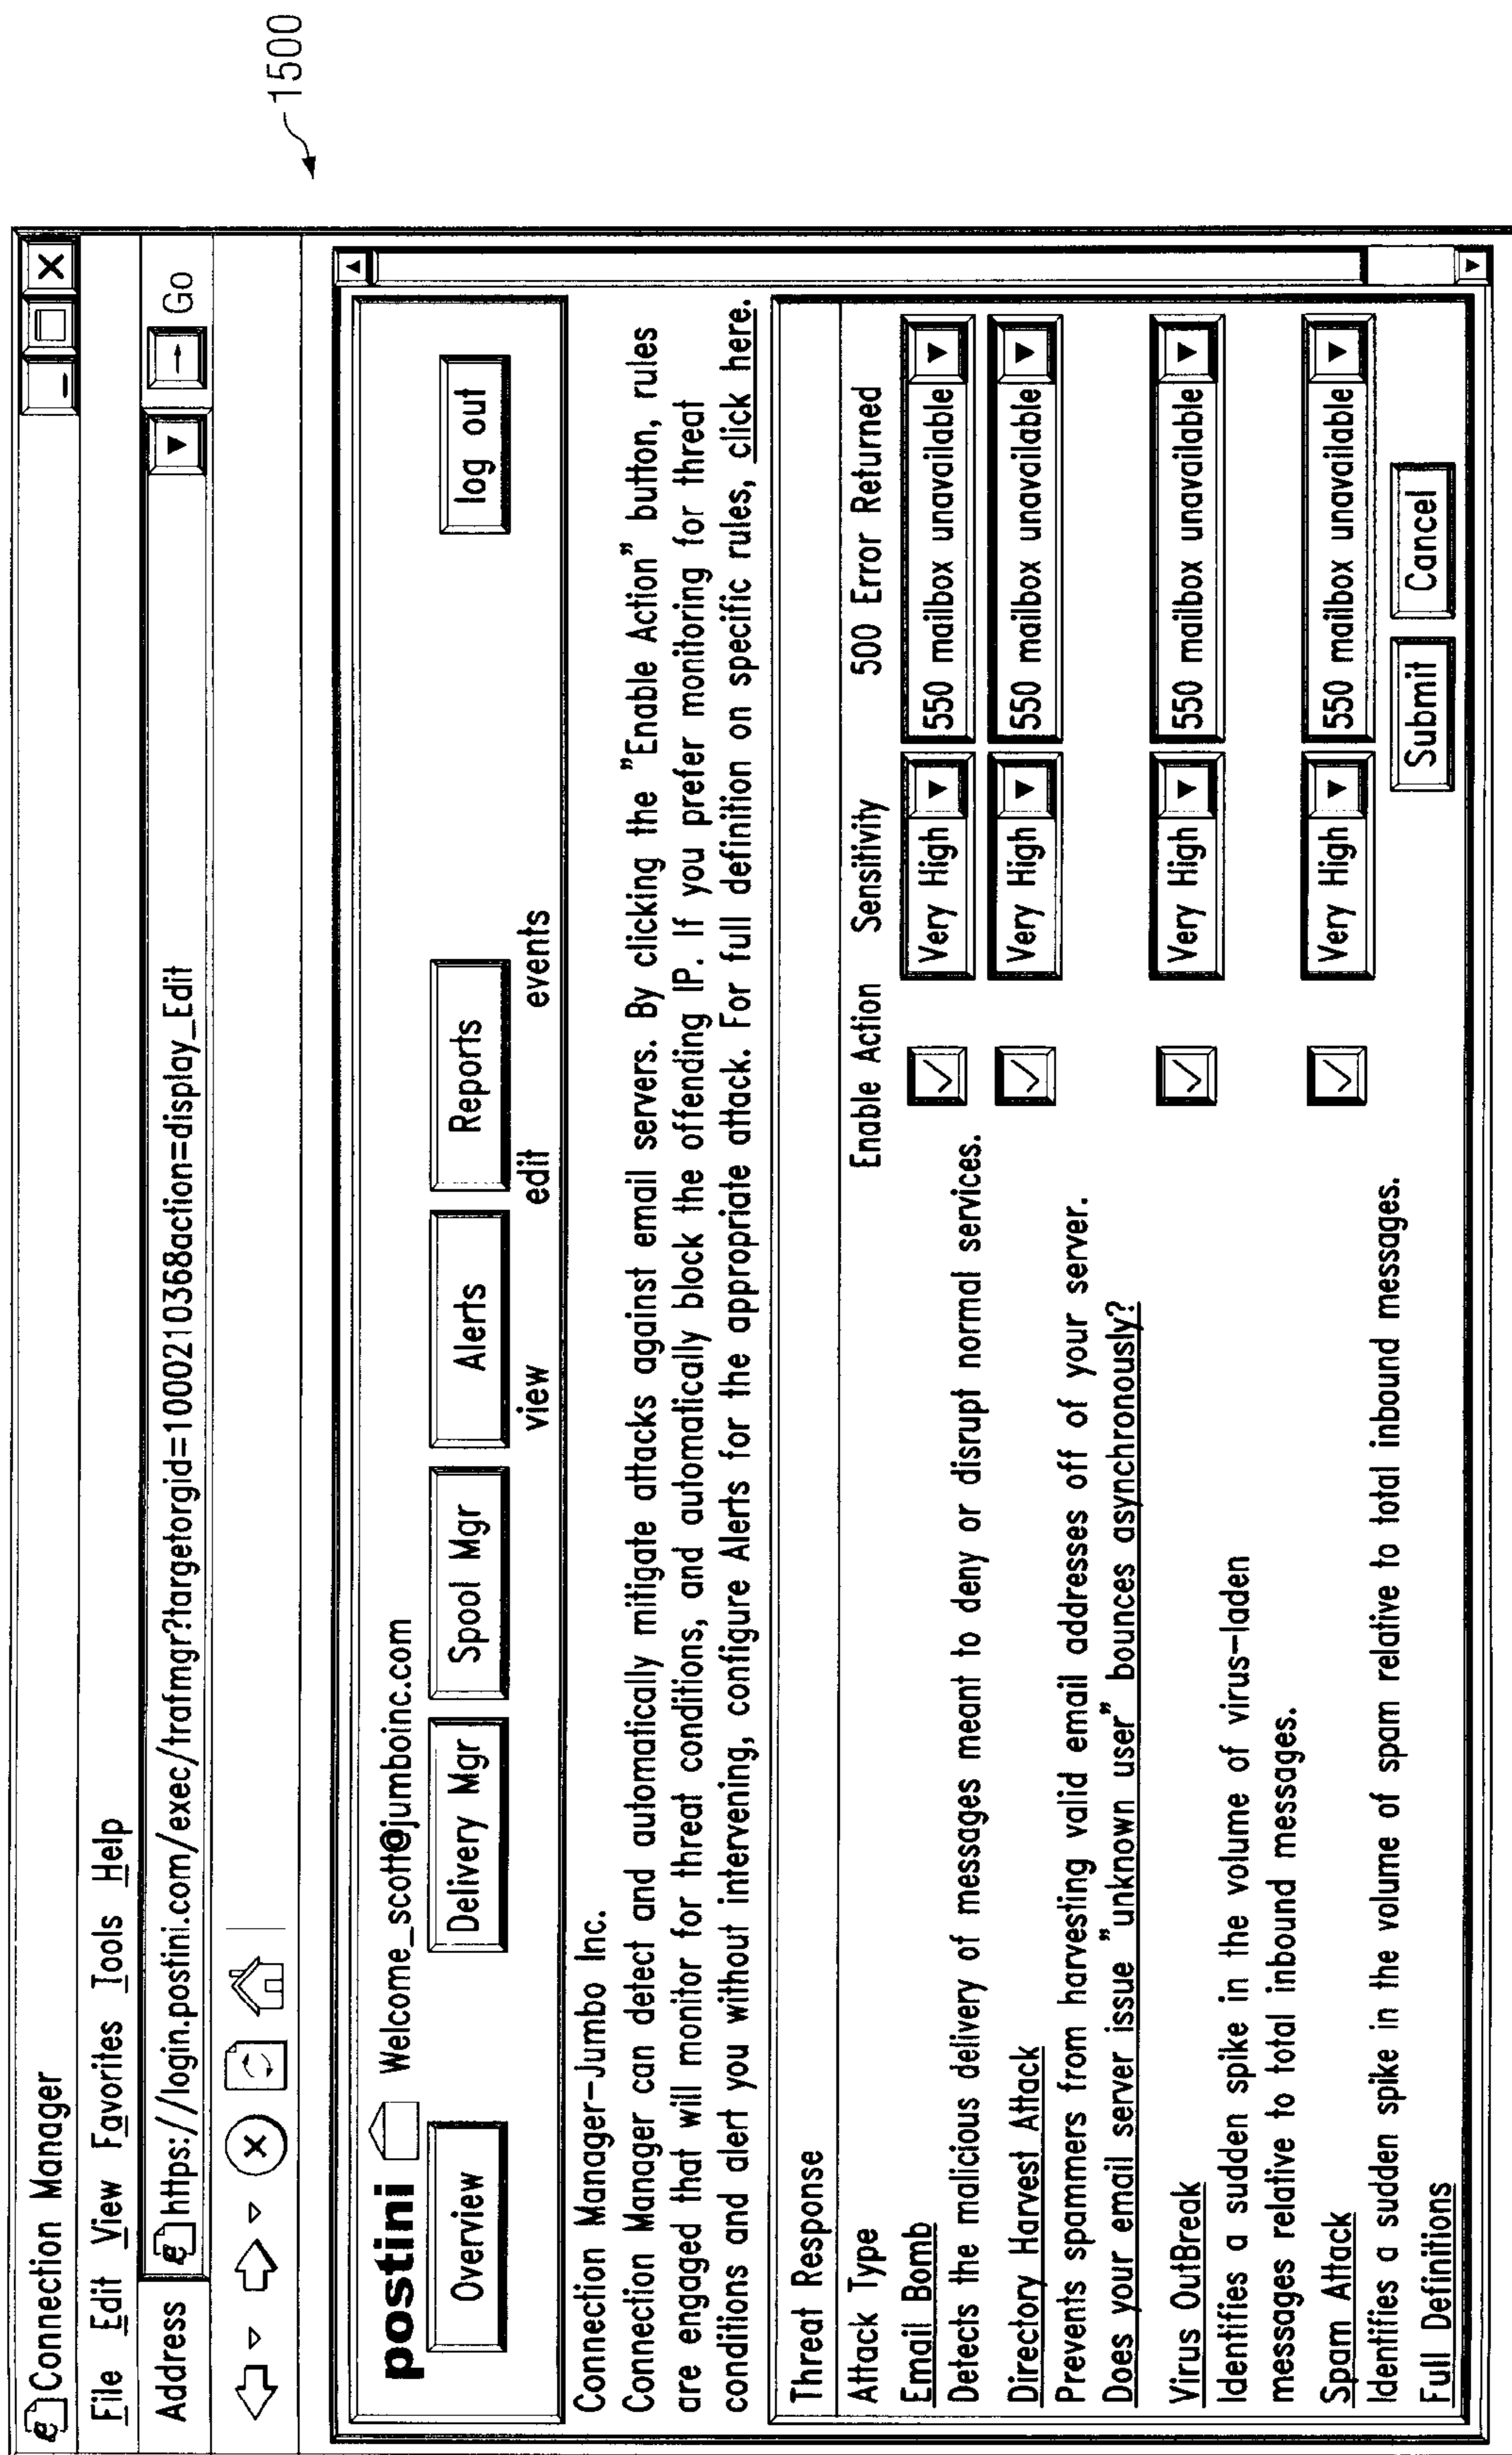 1500
Connection Manager
File Edit View Favorites Tools Help
Address https://login.postini.com/exec/trafmgr?targetorgid=100021036&action=display_Edit Go
postini Welcome_scott@jumboinc.com
Overview Delivery Mgr Spool Mgr Alerts Reports log out
view edit events
Connection Manager-Jumbo Inc.
Connection Manager can detect and automatically mitigate attacks against email servers. By clicking the "Enable Action" button, rules
are engaged that will monitor for threat conditions, and automatically block the offending IP. If you prefer monitoring for threat
conditions and alert you without intervening, configure Alerts for the appropriate attack. For full definition on specific rules, click here.
Threat Response
Attack Type Enable Action Sensitivity 500 Error Returned
Email Bomb Very High 550 mailbox unavailable
Detects the malicious delivery of messages meant to deny or disrupt normal services.
Directory Harvest Attack Very High 550 mailbox unavailable
Prevents spammers from harvesting valid email addresses off of your server.
Does your email server issue "unknown user" bounces asynchronously?
Virus OutBreak Very High 550 mailbox unavailable
Identifies a sudden spike in the volume of virus-laden
messages relative to total inbound messages.
Spam Attack Very High 550 mailbox unavailable
Identifies a sudden spike in the volume of spam relative to total inbound messages.
Full Definitions Submit Cancel